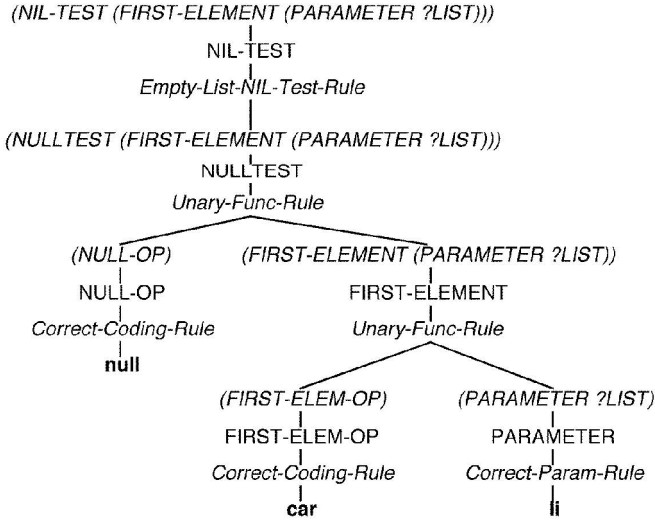 (NIL-TEST (FIRST-ELEMENT (PARAMETER ?LIST)))
NIL-TEST
Empty-List-NIL-Test-Rule
(NULLTEST (FIRST-ELEMENT (PARAMETER ?LIST)))
NULLTEST
Unary-Func-Rule
(NULL-OP) (FIRST-ELEMENT (PARAMETER ?LIST))
NULL-OP FIRST-ELEMENT
Correct-Coding-Rule Unary-Func-Rule
null
(FIRST-ELEM-OP) (PARAMETER ?LIST)
FIRST-ELEM-OP PARAMETER
Correct-Coding-Rule Correct-Param-Rule
car li